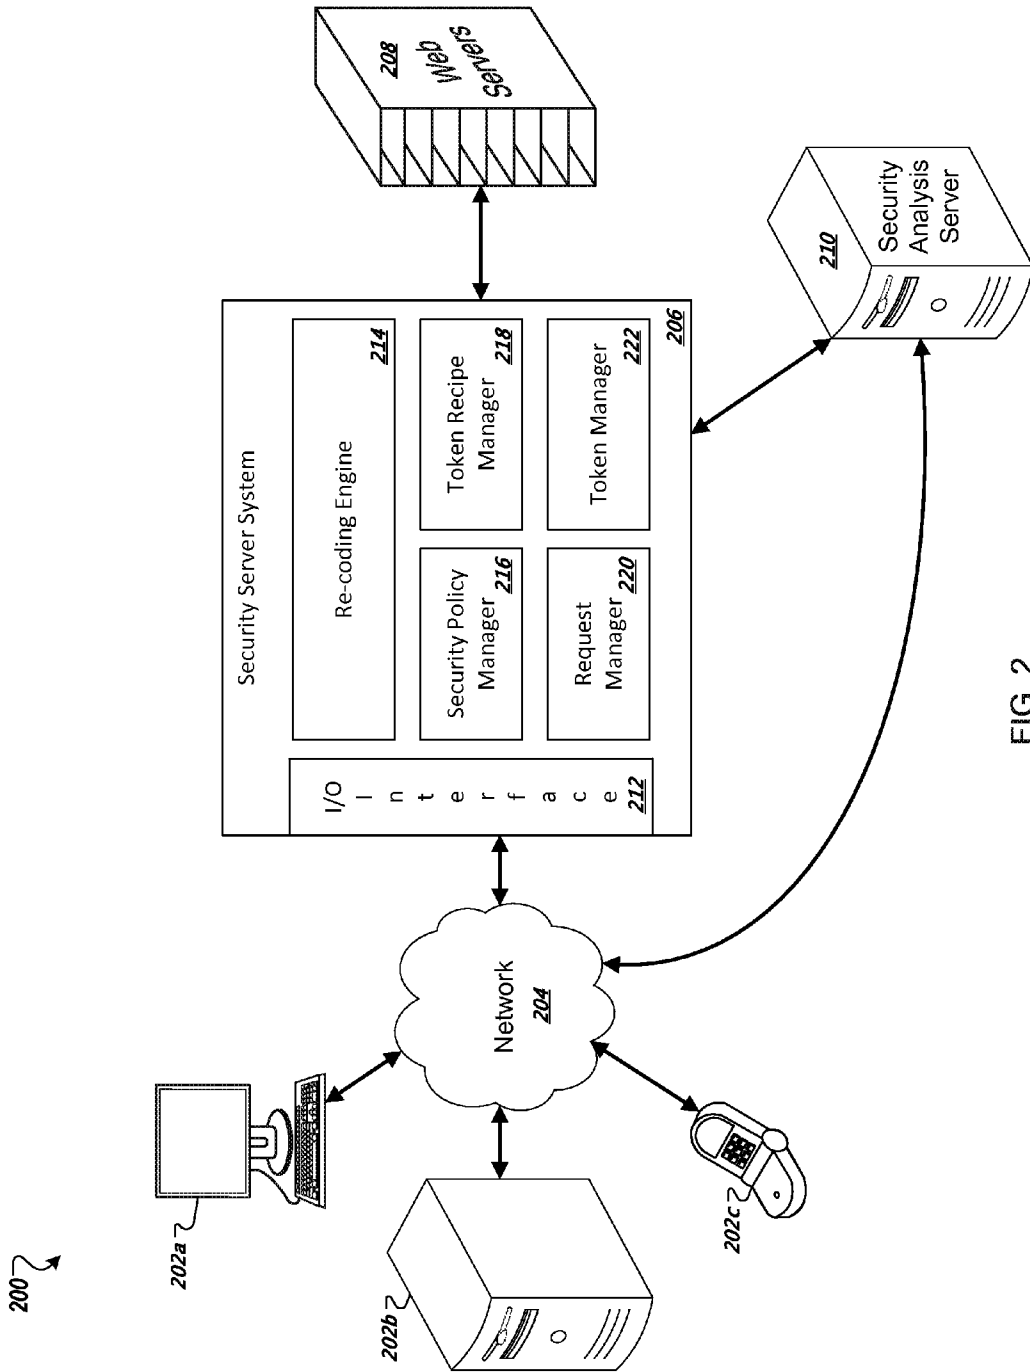 200
202a
202b
202c
Network
204
Security Server System
I/O
I
n
t
e
r
f
a
c
e
212
Re-coding Engine
214
Security Policy
Manager
216
Token Recipe
Manager
218
Request
Manager
220
Token Manager
222
206
208
Web
Servers
210
Security
Analysis
Server
FIG. 2